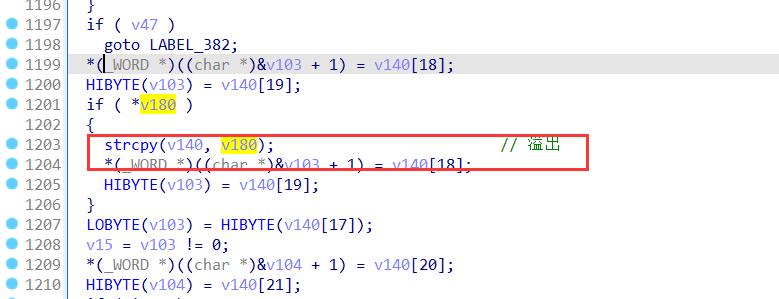 1196 }
1197 if ( v47 )
1198 goto LABEL_382;
1199 *(_WORD *)((char *)&v103 + 1) = v140[18];
1200 HIBYTE(v103) = v140[19];
1201 if ( *v180 )
1202 {
1203 strcpy(v140, v180); // 溢出
1204 *(_WORD *)((char *)&v103 + 1) = v140[18];
1205 HIBYTE(v103) = v140[19];
1206 }
1207 LOBYTE(v103) = HIBYTE(v140[17]);
1208 v15 = v103 != 0;
1209 *(_WORD *)((char *)&v104 + 1) = v140[20];
1210 HIBYTE(v104) = v140[21];